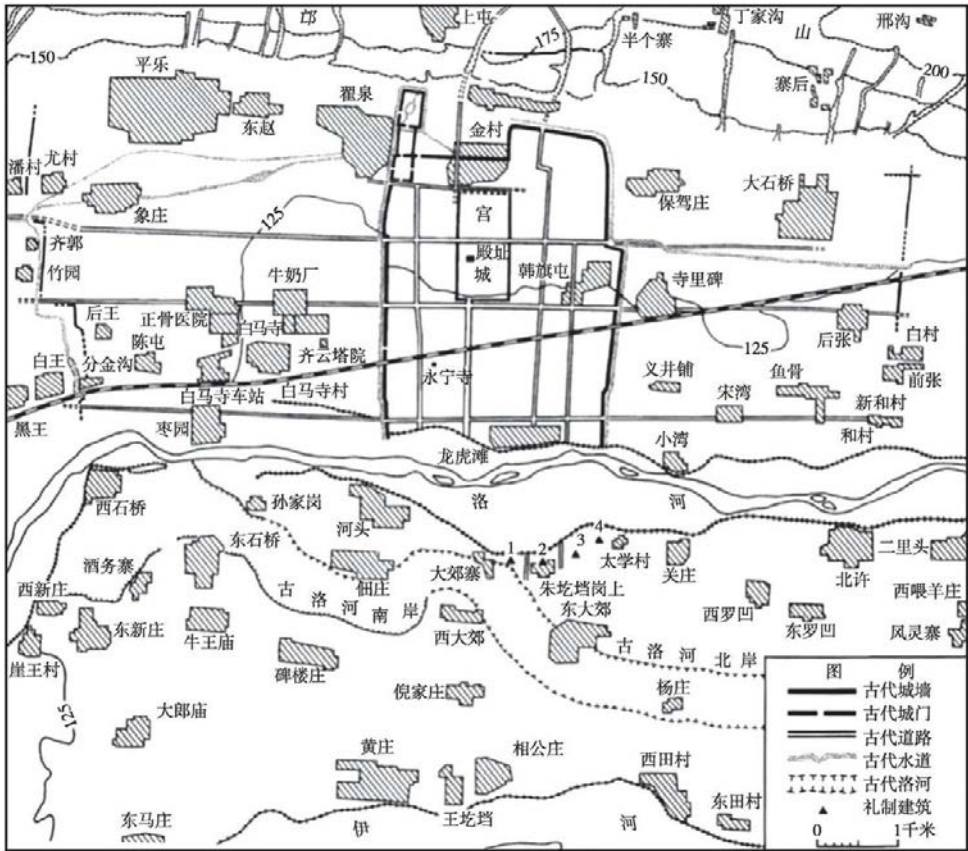 邙
上屯
丁家沟
邢沟
半个寨
山
175
150
150
200
寨后
平乐
翟泉
东赵
金村
尤村
潘村
象庄
保驾庄
大石桥
125
宫
齐郭
殿址
城
韩旗屯
寺里碑
竹园
牛奶厂
后王
正骨医院
白马寺
陈屯
齐云塔院
125
后张
白村
白王
分金沟
永宁寺
义井铺
鱼骨
前张
白马寺车站
白马寺村
宋湾
新和村
黑王
枣园
和村
龙虎滩
小湾
洛
河
西石桥
孙家岗
河头
1
2
3
4
太学村
二里头
东石桥
大郊寨
朱圪垱岗上
关庄
北许
酒务寨
佃庄
东大郊
西新庄
古洛河南岸
西罗凹
西喂羊庄
东新庄
牛王庙
西大郊
东罗凹
风灵寨
崖王村
碑楼庄
古洛河北岸
倪家庄
杨庄
125
大郎庙
黄庄
相公庄
西田村
东田村
东马庄
伊
王圪垱
河
图 例
古代城墙
古代城门
古代道路
古代水道
古代洛河
礼制建筑
0 1千米